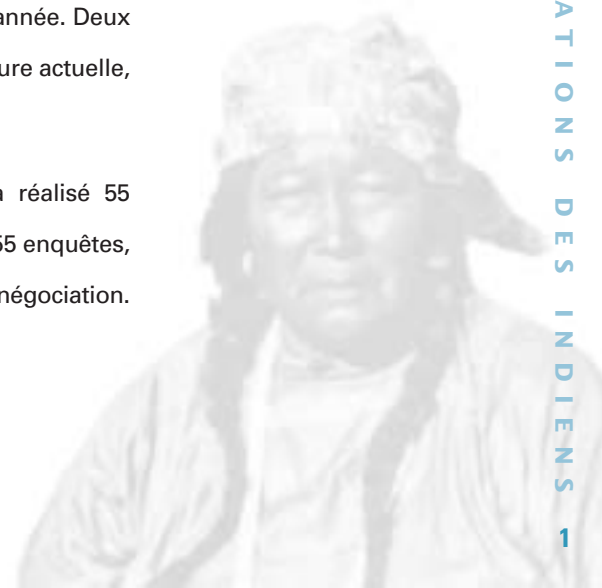 année. Deux
ure actuelle,
réalisé 55
55 enquêtes,
négociation.
ATIONS DES INDIENS
1